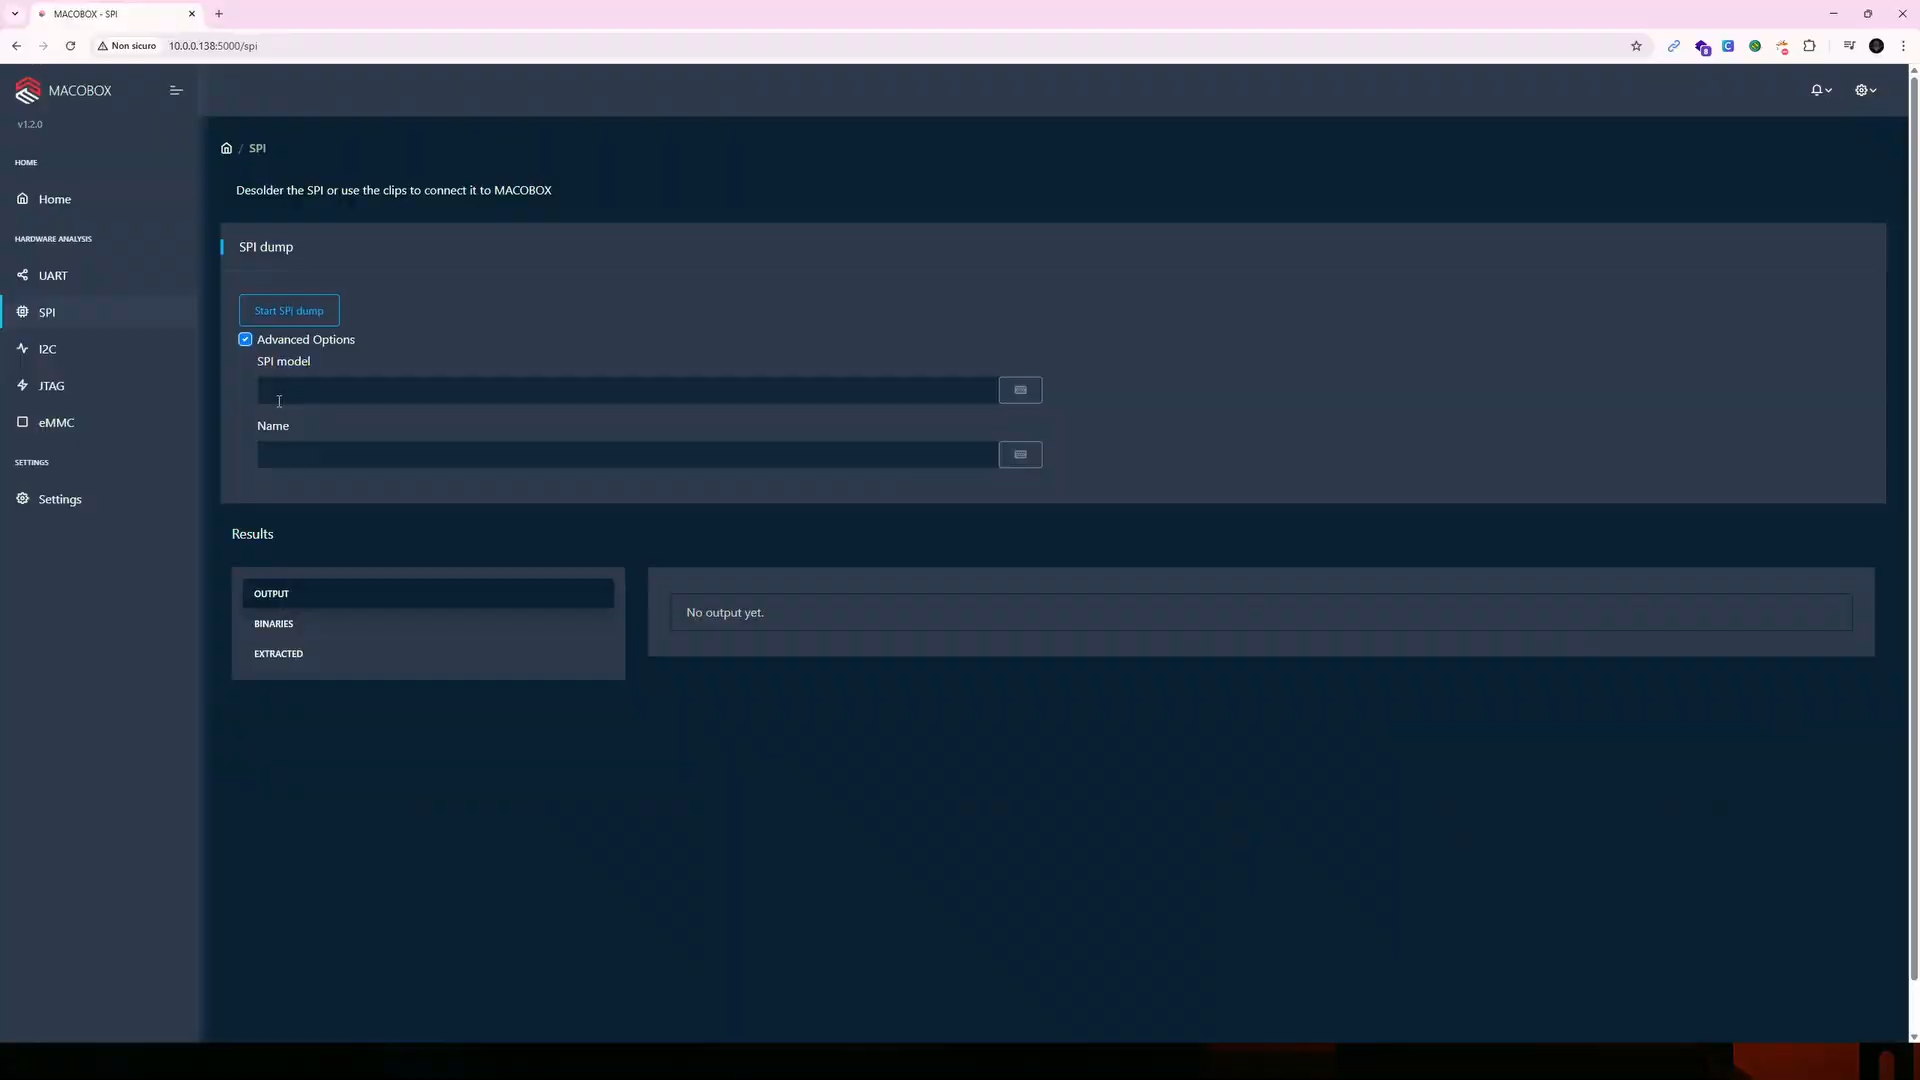 MACOBOX - SPI
Non sicuro
10.0.0.138:5000/spi
8
C
MACOBOX
v1.2.0
HOME
Home
HARDWARE ANALYSIS
UART
SPI
I2C
JTAG
eMMC
SETTINGS
Settings
/ SPI
Desolder the SPI or use the clips to connect it to MACOBOX
SPI dump
Start SPI dump
Advanced Options
SPI model
Name
Results
OUTPUT
BINARIES
EXTRACTED
No output yet.